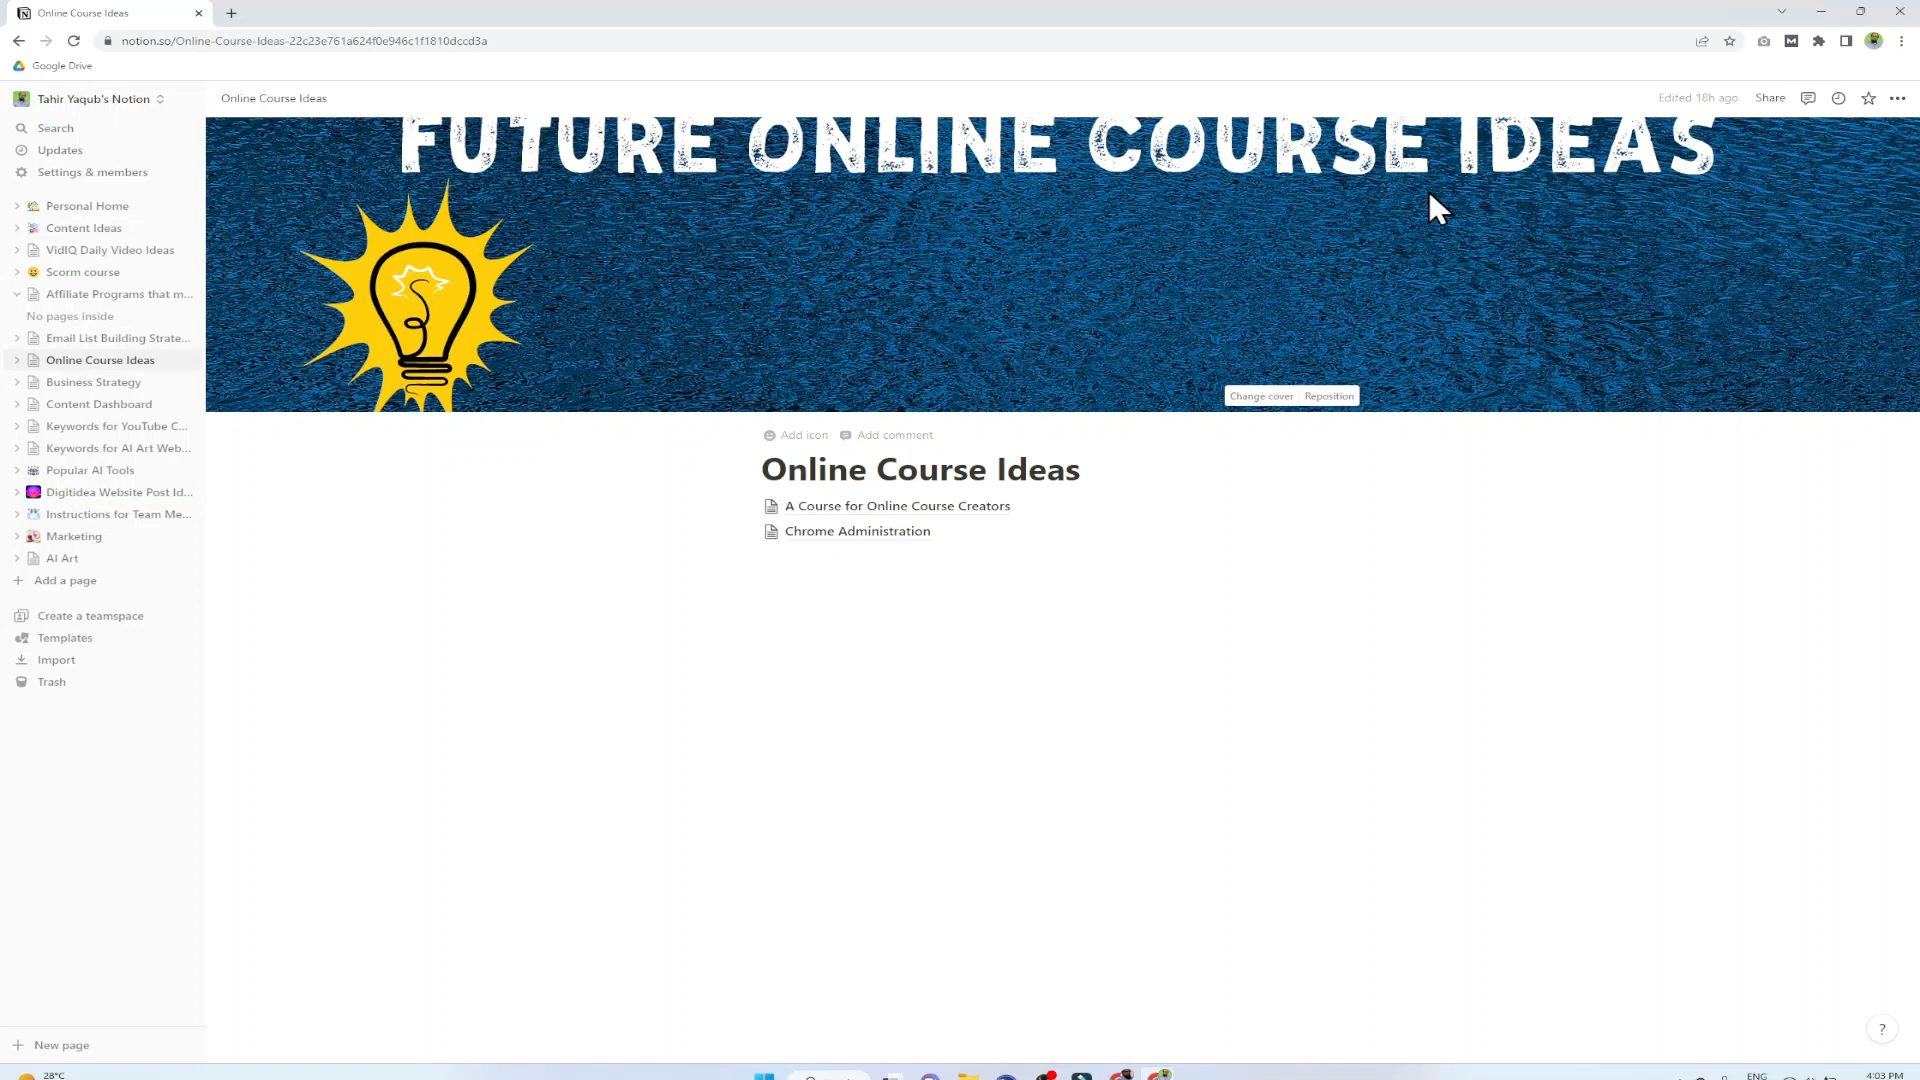 Online Course Ideas
notion.so/Online-Course-Ideas-22c23e761a624f0e946c1f1810dccd3a
Google Drive
Tahir Yaqub's Notion
Search
Updates
Settings & members
Personal Home
Content Ideas
VidIQ Daily Video Ideas
Scorm course
Affiliate Programs that m...
No pages inside
Email List Building Strate...
Online Course Ideas
Business Strategy
Content Dashboard
Keywords for YouTube C...
Keywords for AI Art Web...
Popular AI Tools
Digitidea Website Post Id...
Instructions for Team Me...
Marketing
AI Art
Add a page
Create a teamspace
Templates
Import
Trash
New page
Online Course Ideas
Edited 18h ago Share
FUTURE ONLINE COURSE IDEAS
Change cover Reposition
Add icon Add comment
Online Course Ideas
A Course for Online Course Creators
Chrome Administration
?
28°C
ENG
4:03 PM